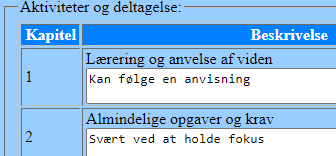 Aktiviteter og deltagelse:
Kapitel Beskrivelse
1 Lærering og anvelse af viden
Kan følge en anvisning
2 Almindelige opgaver og krav
Svært ved at holde fokus